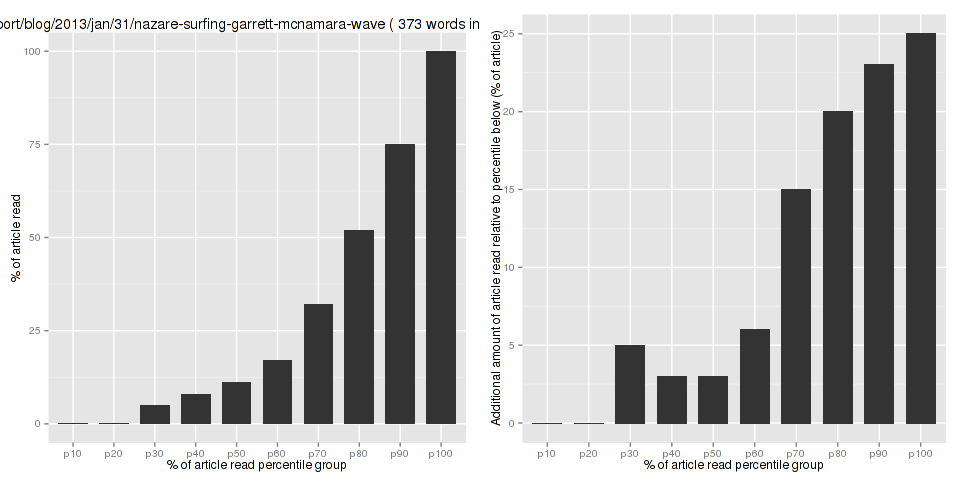 ort/blog/2013/jan/31/nazare-surfing-garrett-mcnamara-wave ( 373 words in
% of article read
100
75
50
25
0
p10 p20 p30 p40 p50 p60 p70 p80 p90 p100
% of article read percentile group
Additional amount of article read relative to percentile below (% of article)
25
20
15
10
5
0
p10 p20 p30 p40 p50 p60 p70 p80 p90 p100
% of article read percentile group